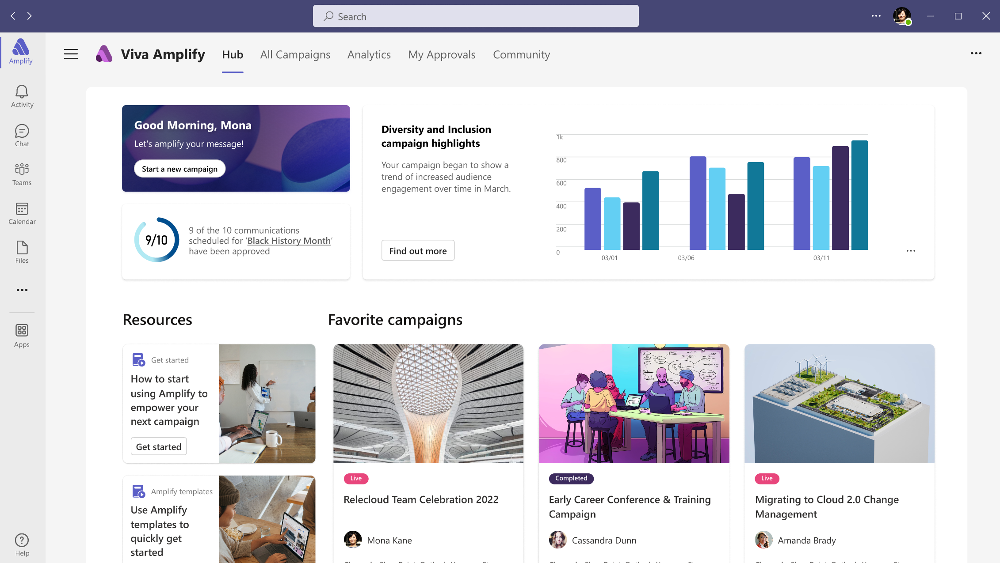 Search
Amplify
Activity
Chat
Teams
Calendar
Files
Apps
Help
Viva Amplify
Hub
All Campaigns
Analytics
My Approvals
Community
Good Morning, Mona
Let's amplify your message!
Start a new campaign
9/10
9 of the 10 communications
scheduled for ‘Black History Month’
have been approved
Diversity and Inclusion
campaign highlights
Your campaign began to show a
trend of increased audience
engagement over time in March.
Find out more
1k
800
600
400
200
0
03/01
03/06
03/11
Resources
Get started
How to start
using Amplify to
empower your
next campaign
Get started
Amplify templates
Use Amplify
templates to
quickly get
started
Favorite campaigns
Live
Relecloud Team Celebration 2022
Mona Kane
Completed
Early Career Conference & Training
Campaign
Cassandra Dunn
Live
Migrating to Cloud 2.0 Change
Management
Amanda Brady